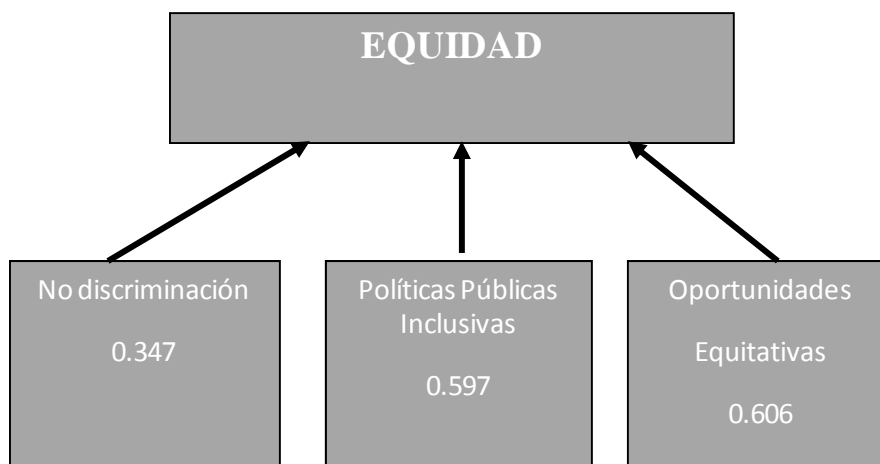 EQUIDAD
No discriminación
0.347
Políticas Públicas
Inclusivas
0.597
Oportunidades
Equitativas
0.606